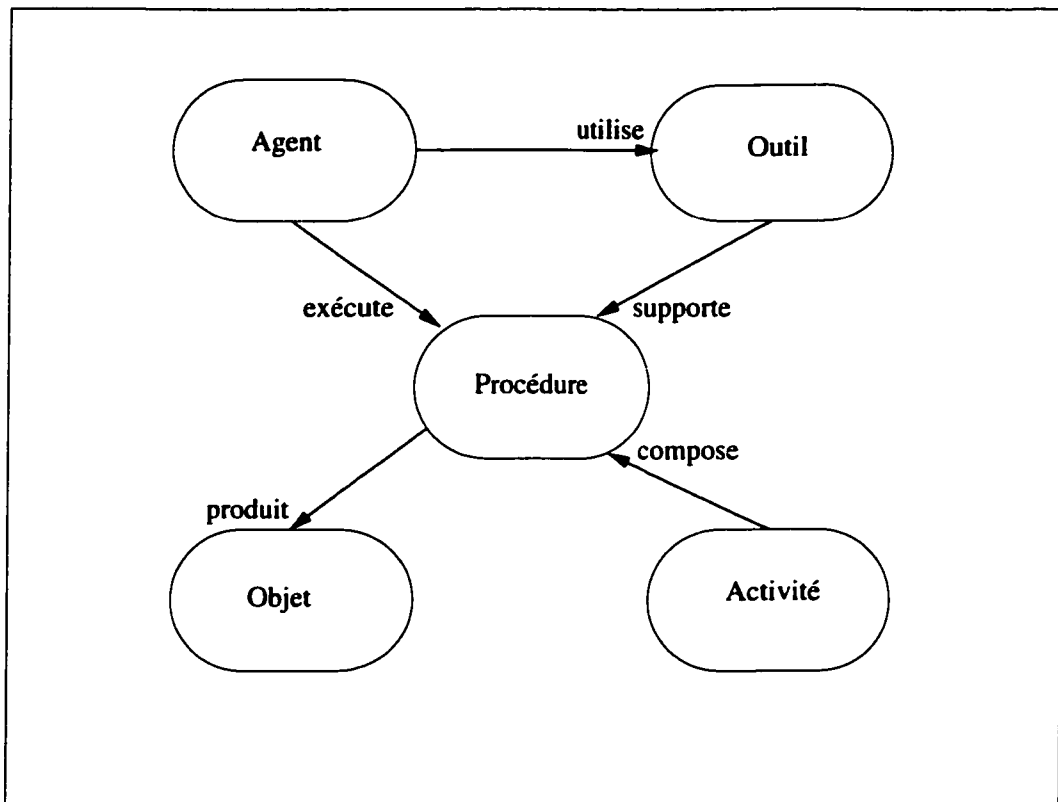 Agent
utilise
Outil
exécute
supporte
Procédure
compose
produit
Objet
Activité